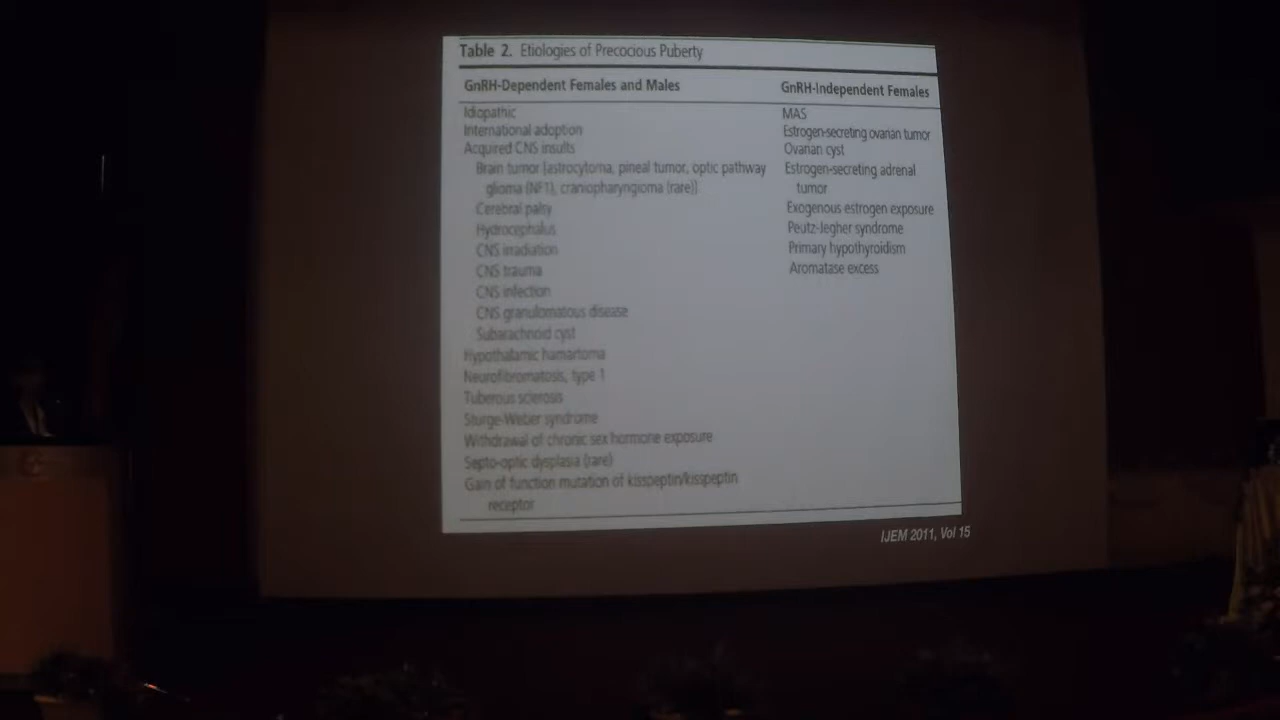 Table 2. Etiologies of Precocious Puberty
GnRH-Dependent Females and Males
Idiopathic
International adoption
Acquired CNS insults
Brain tumor [astrocytoma, pineal tumor, optic pathway
glioma (NF1), craniopharyngioma (rare)]
Cerebral palsy
Hydrocephalus
CNS irradiation
CNS trauma
CNS infection
CNS granulomatous disease
Subarachnoid cyst
Hypothalamic hamartoma
Neurofibromatosis, type 1
Tuberous sclerosis
Sturge-Weber syndrome
Withdrawal of chronic sex hormone exposure
Septo-optic dysplasia (rare)
Gain of function mutation of kisspeptin/kisspeptin
receptor
GnRH-Independent Females
MAS
Estrogen-secreting ovarian tumor
Ovarian cyst
Estrogen-secreting adrenal
tumor
Exogenous estrogen exposure
Peutz-Jegher syndrome
Primary hypothyroidism
Aromatase excess
IJEM 2011, Vol 15